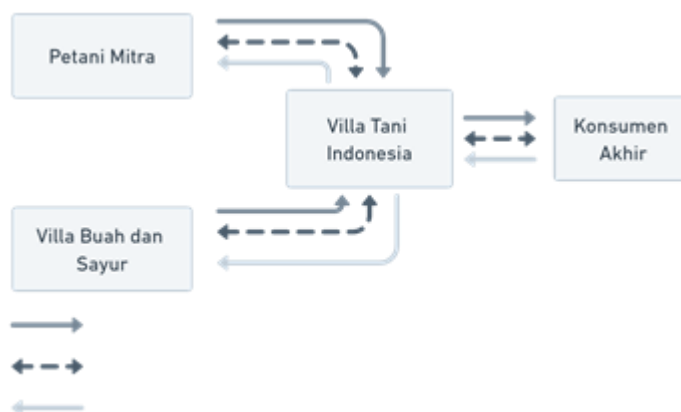 Petani Mitra
Villa Tani
Indonesia
Konsumen
Akhir
Villa Buah dan
Sayur